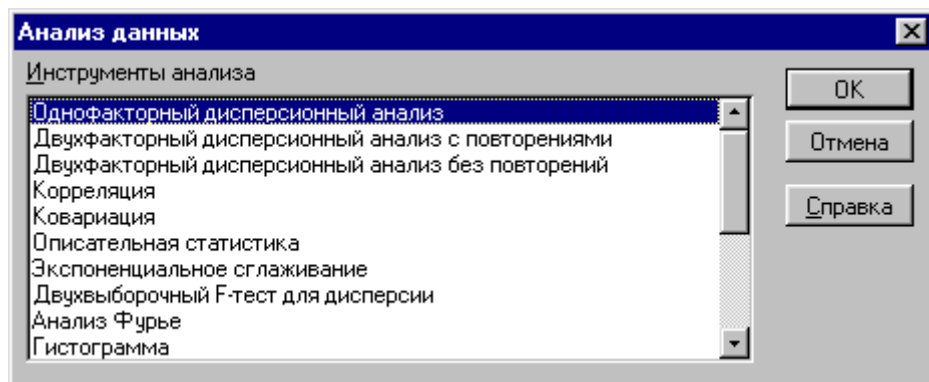 Анализ данных
Инструменты анализа
Однофакторный дисперсионный анализ
Двухфакторный дисперсионный анализ с повторениями
Двухфакторный дисперсионный анализ без повторений
Корреляция
Ковариация
Описательная статистика
Экспоненциальное сглаживание
Двухвыборочный F-тест для дисперсии
Анализ Фурье
Гистограмма
OK
Отмена
Справка